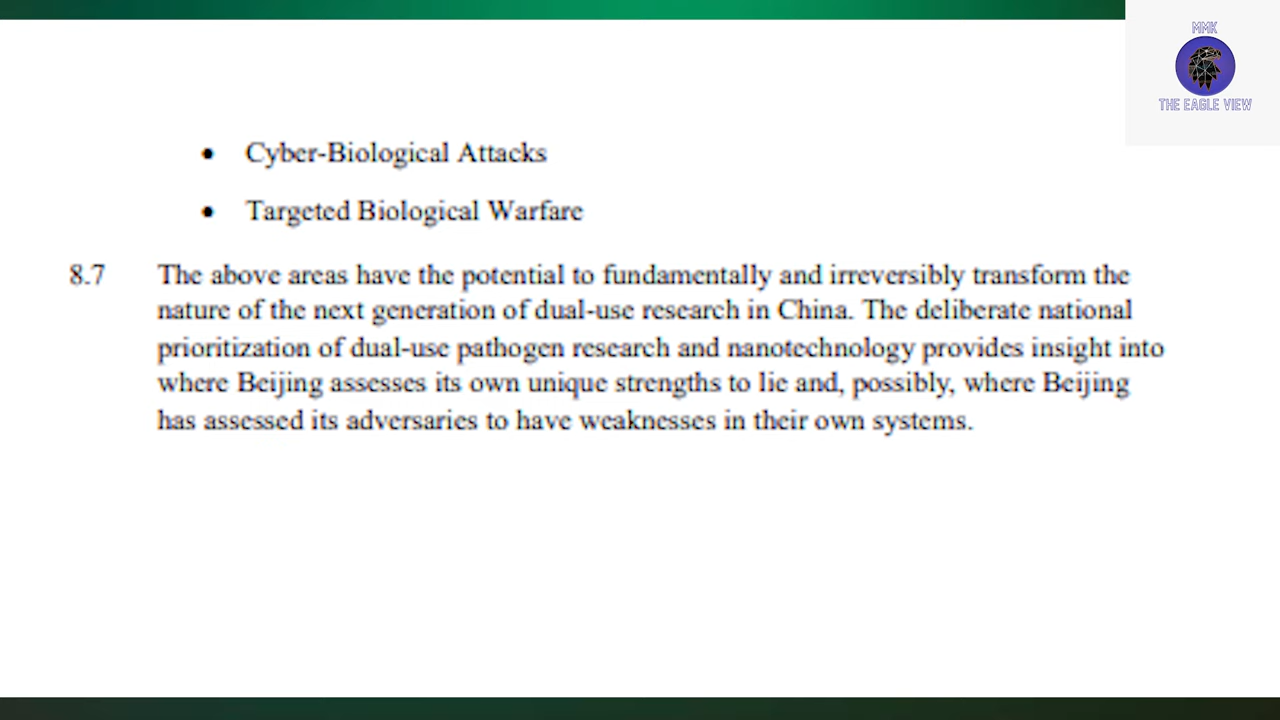 MMK
THE EAGLE VIEW
• Cyber-Biological Attacks
• Targeted Biological Warfare
8.7 The above areas have the potential to fundamentally and irreversibly transform the
nature of the next generation of dual-use research in China. The deliberate national
prioritization of dual-use pathogen research and nanotechnology provides insight into
where Beijing assesses its own unique strengths to lie and, possibly, where Beijing
has assessed its adversaries to have weaknesses in their own systems.